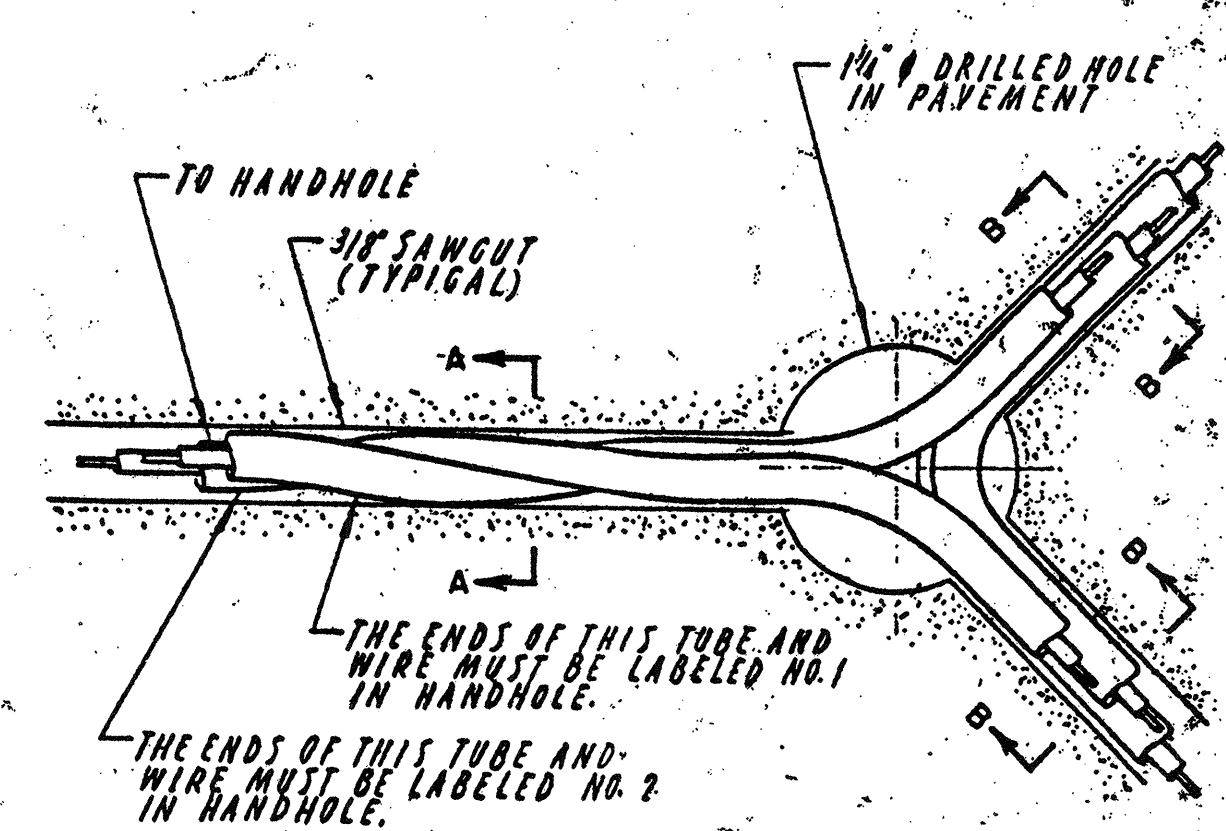 1¼" ϕ DRILLED HOLE
IN PAVEMENT
TO HANDHOLE
3/8" SAWCUT
(TYPICAL)
B
A
B
B
A
THE ENDS OF THIS TUBE AND
WIRE MUST BE LABELED NO. 1
IN HANDHOLE.
B
THE ENDS OF THIS TUBE AND
WIRE MUST BE LABELED NO. 2
IN HANDHOLE.